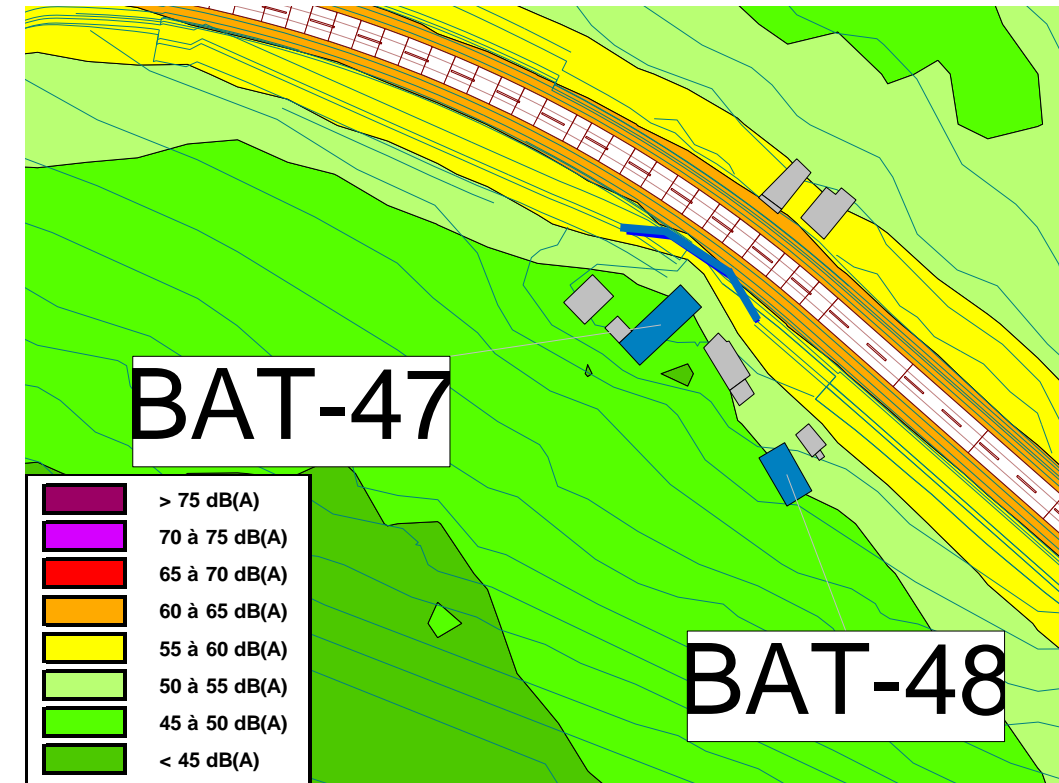 BAT-47
> 75 dB(A)
70 à 75 dB(A)
65 à 70 dB(A)
60 à 65 dB(A)
55 à 60 dB(A)
50 à 55 dB(A)
45 à 50 dB(A)
< 45 dB(A)
BAT-48